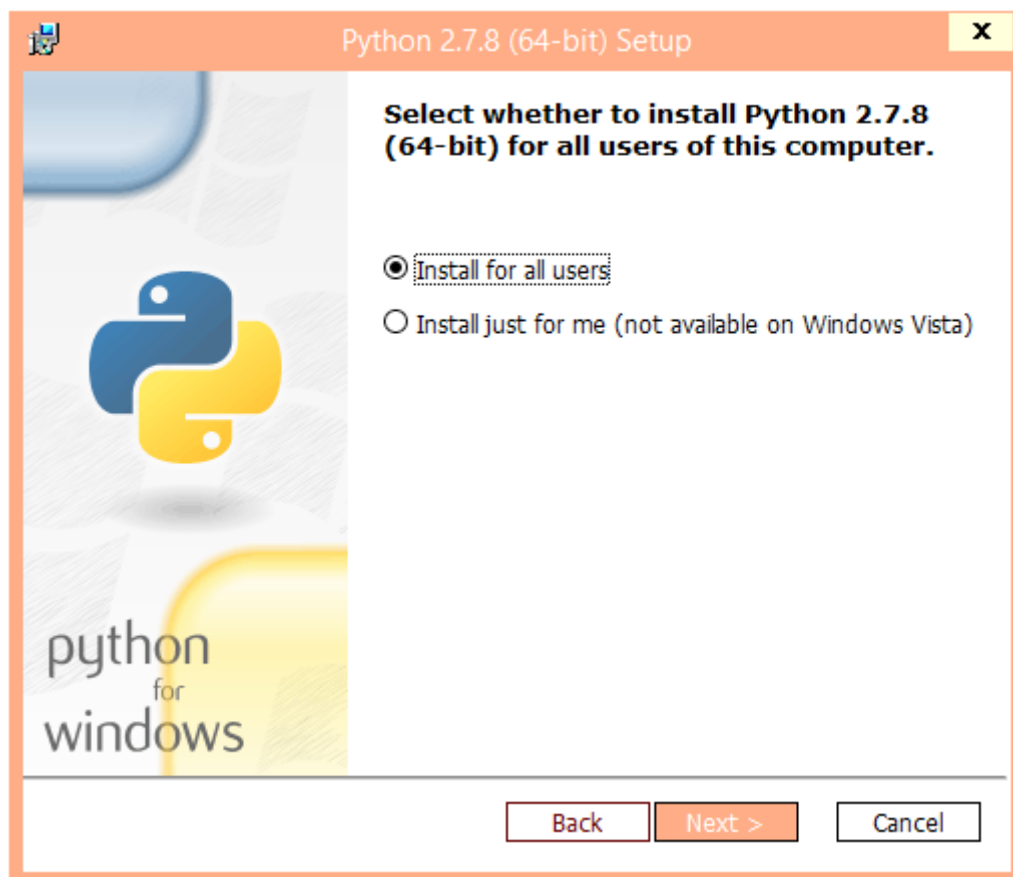 Python 2.7.8 (64-bit) Setup
x
Select whether to install Python 2.7.8
(64-bit) for all users of this computer.
Install for all users
Install just for me (not available on Windows Vista)
python
for
windows
Back
Next >
Cancel